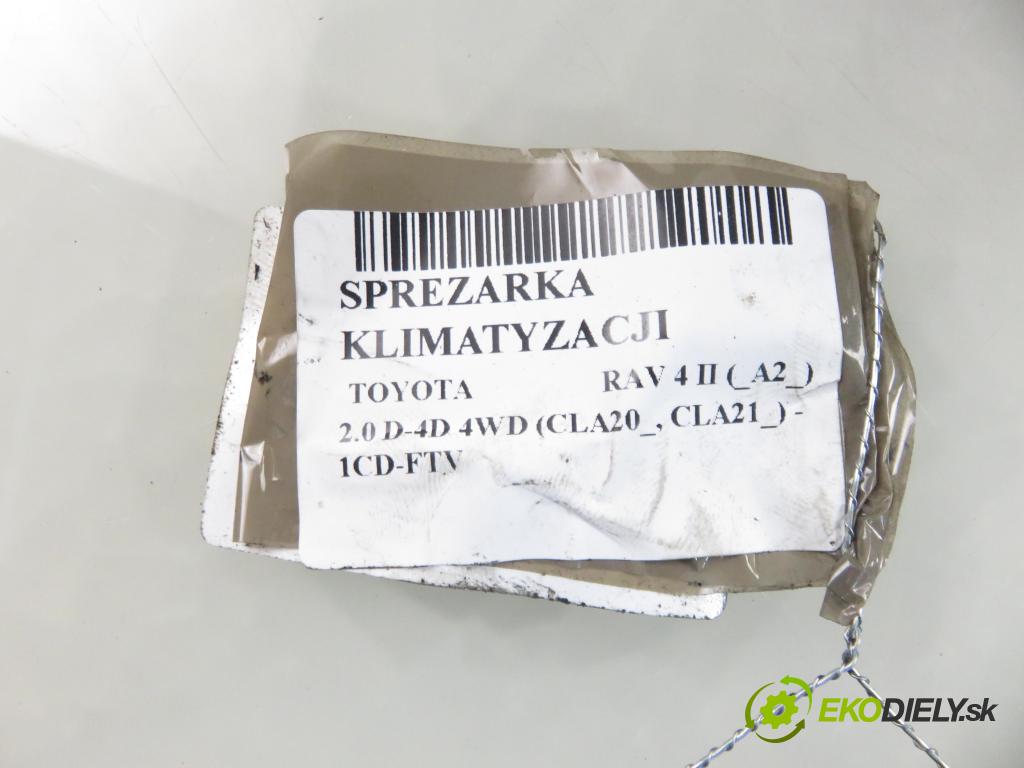 SPREZARKA
KLIMATYZACJI
TOYOTA RAV 4 II (_A2_)
2.0 D-4D 4WD (CLA20_, CLA21_) -
1CD-FTV
EKODIELY.sk